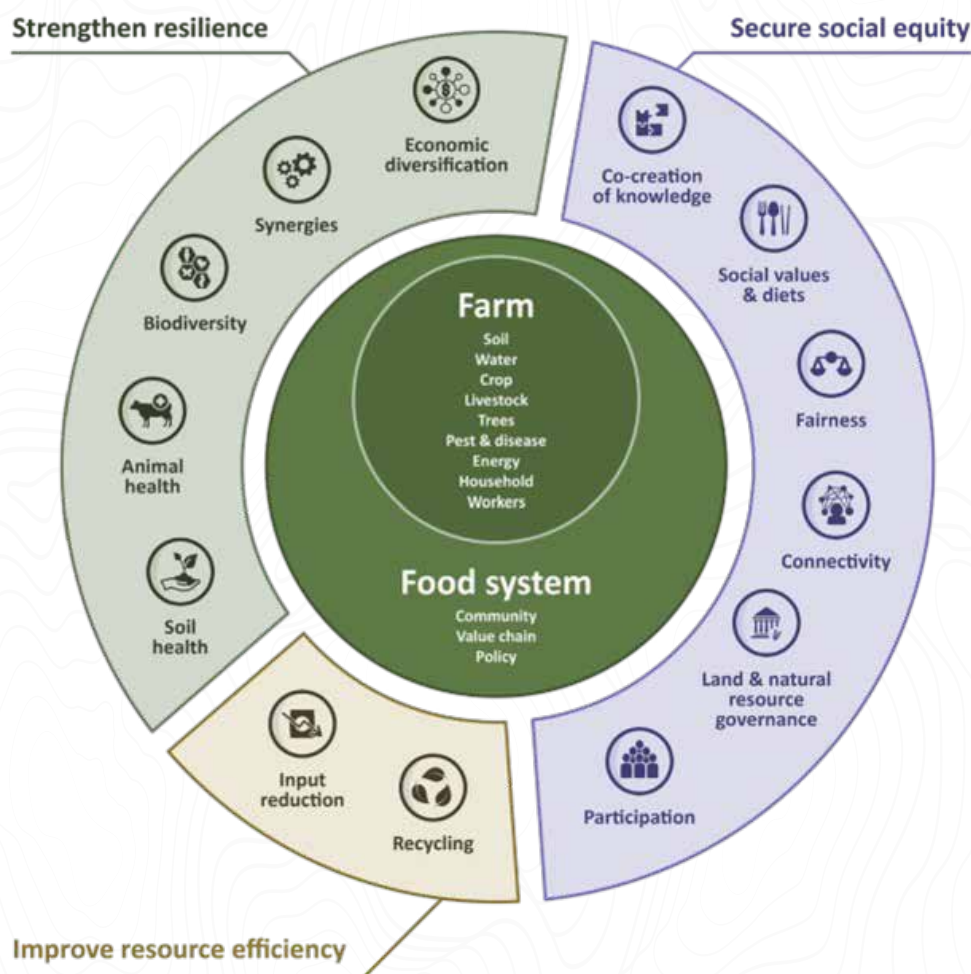 Strengthen resilience
Secure social equity
Economic
diversification
Synergies
Biodiversity
Animal
health
Soil
health
Co-creation
of knowledge
Social values
& diets
Fairness
Connectivity
Land & natural
resource
governance
Participation
Farm
Soil
Water
Crop
Livestock
Trees
Pest & disease
Energy
Household
Workers
Food system
Community
Value chain
Policy
Input
reduction
Recycling
Improve resource efficiency